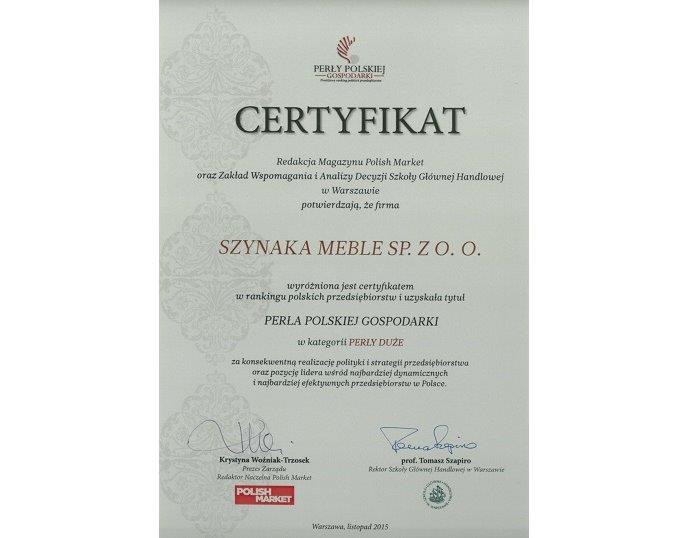 PERŁY POLSKIEJ
GOSPODARKI
CERTYFIKAT
Redakcja Magazynu Polish Market
oraz Zakład Wspomagania i Analizy Decyzji Szkoły Głównej Handlowej
w Warszawie
potwierdzają, że firma
SZYNAKA MEBLE SP. Z O. O.
wyróżniona jest certyfikatem
w rankingu polskich przedsiębiorstw i uzyskała tytuł
PERŁA POLSKIEJ GOSPODARKI
w kategorii PERŁY DUŻE
za konsekwentną realizację polityki i strategii przedsiębiorstwa
oraz pozycję lidera wśród najbardziej dynamicznych
i najbardziej efektywnych przedsiębiorstw w Polsce.
Krystyna Woźniak-Trzosek
Prezes Zarządu
Redaktor Naczelna Polish Market
POLISH
MARKET
prof. Tomasz Szapiro
Rektor Szkoły Głównej Handlowej w Warszawie
Warszawa, listopad 2015